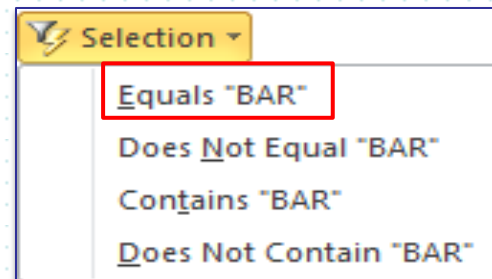 Selection
Equals "BAR"
Does Not Equal "BAR"
Contains "BAR"
Does Not Contain "BAR"